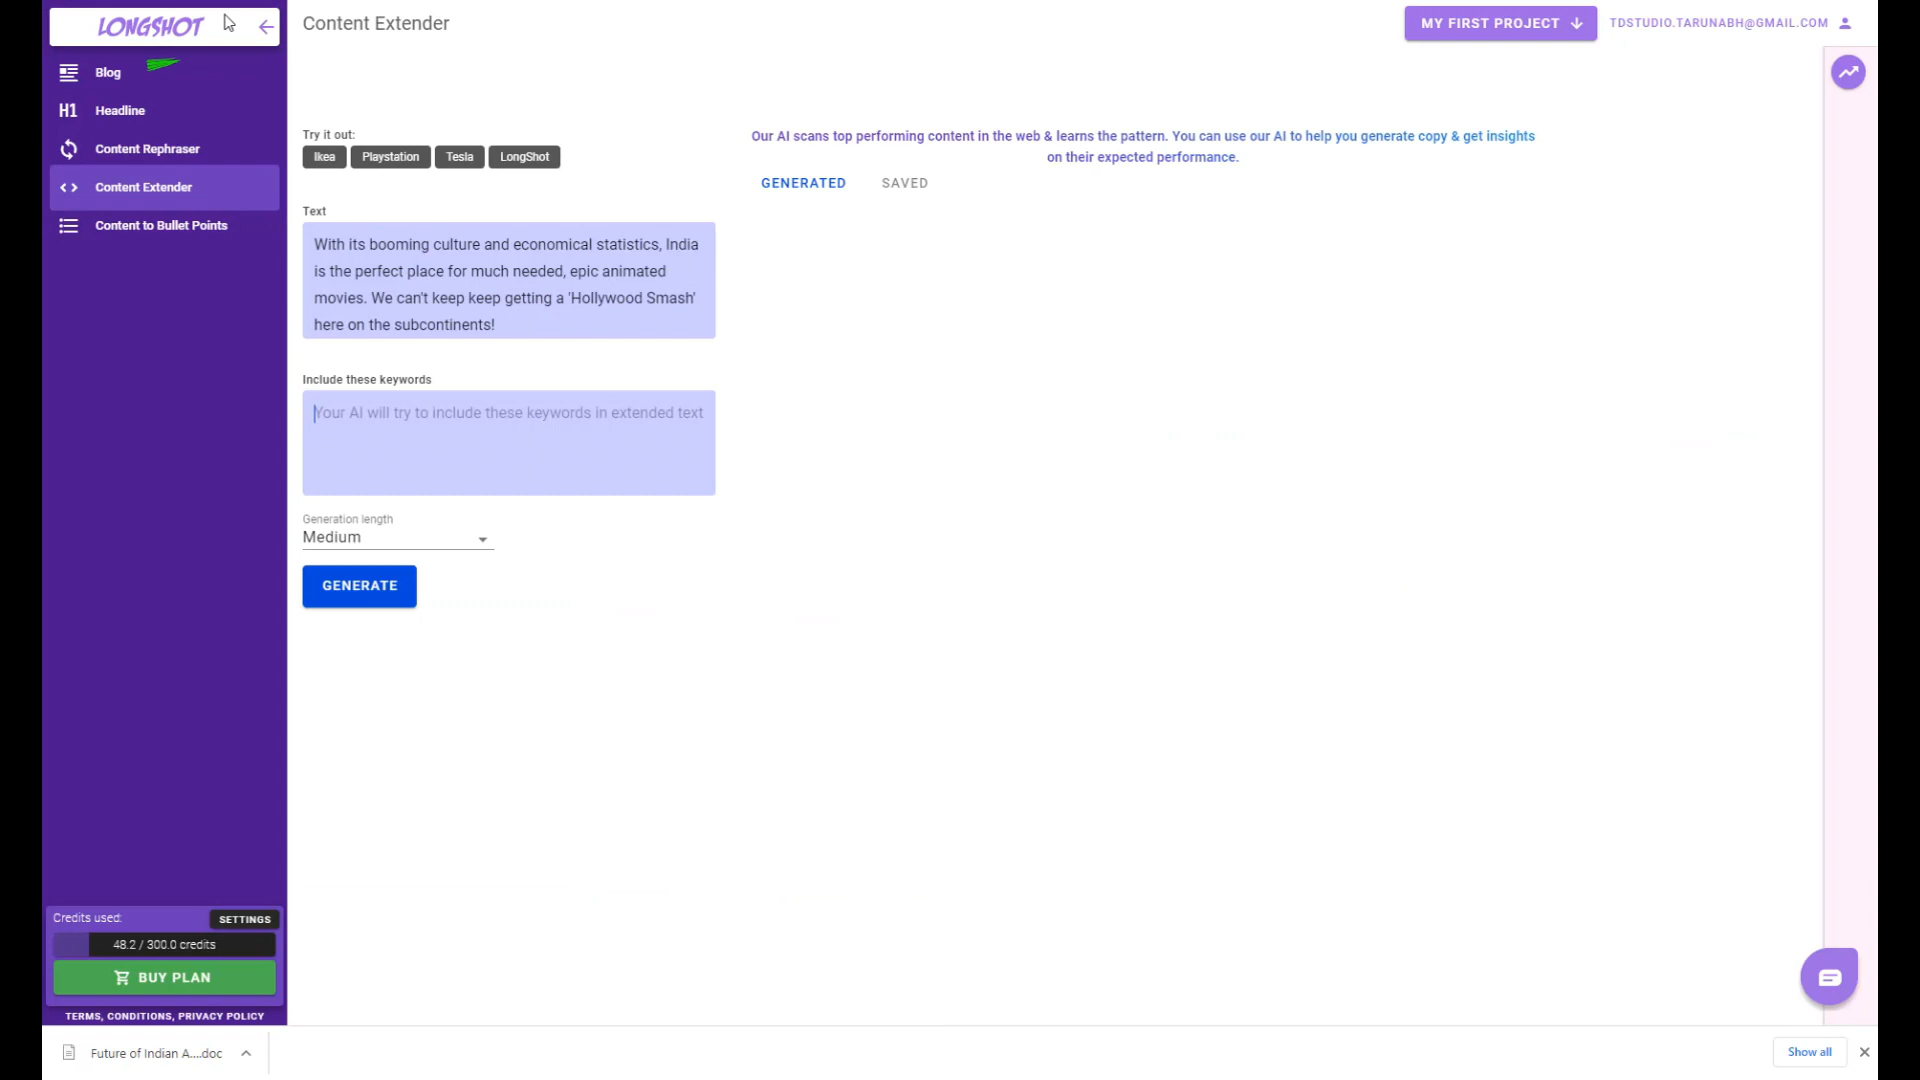 LONGSHOT
Content Extender
MY FIRST PROJECT
TDSTUDIO.TARUNABH@GMAIL.COM
Blog
H1 Headline
Content Rephraser
Content Extender
Content to Bullet Points
Try it out:
Ikea
Playstation
Tesla
LongShot
Our AI scans top performing content in the web & learns the pattern. You can use our AI to help you generate copy & get insights
on their expected performance.
GENERATED
SAVED
Text
With its booming culture and economical statistics, India
is the perfect place for much needed, epic animated
movies. We can't keep keep getting a 'Hollywood Smash'
here on the subcontinents!
Include these keywords
Your AI will try to include these keywords in extended text
Generation length
Medium
GENERATE
Credits used:
SETTINGS
48.2 / 300.0 credits
BUY PLAN
TERMS, CONDITIONS, PRIVACY POLICY
Future of Indian A....doc
Show all